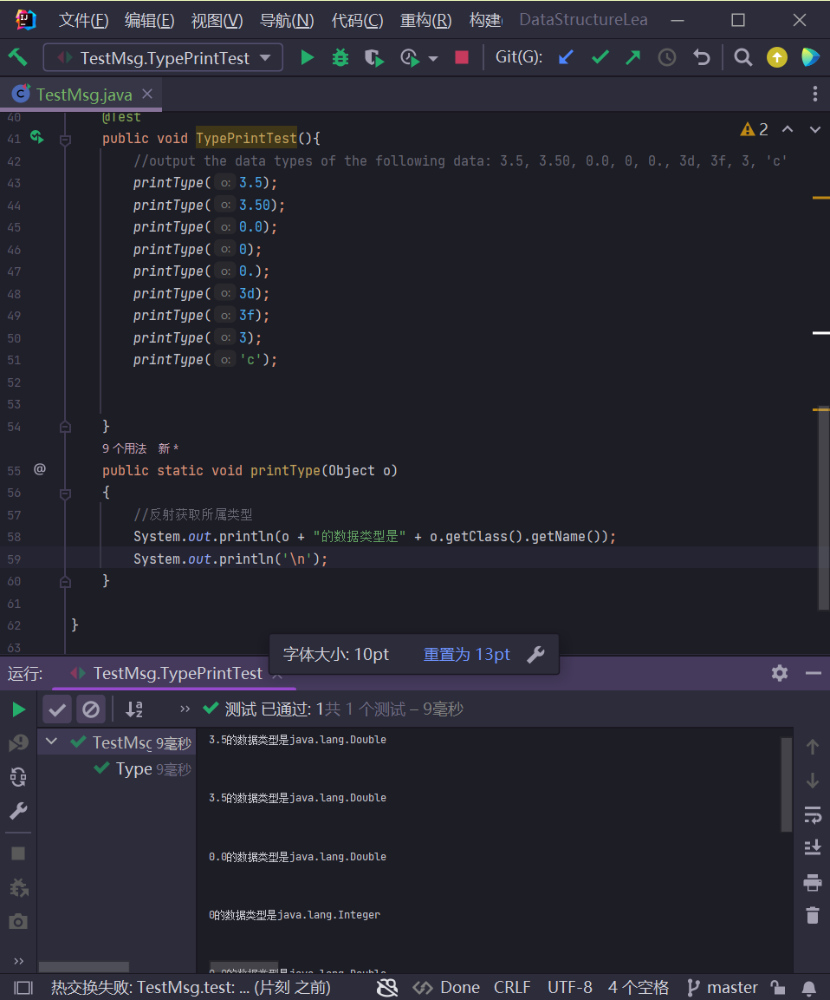 文件(F) 编辑(E) 视图(V) 导航(N) 代码(C) 重构(R) 构建 DataStructureLea
TestMsg.TypePrintTest Git(G):
TestMsg.java
40 @Test
41 public void TypePrintTest(){
2
42 //output the data types of the following data: 3.5, 3.50, 0.0, 0, 0., 3d, 3f, 3, 'c'
43 printType( o: 3.5);
44 printType( o: 3.50);
45 printType( o: 0.0);
46 printType( o: 0);
47 printType( o: 0.);
48 printType( o: 3d);
49 printType( o: 3f);
50 printType( o: 3);
51 printType( o: 'c');
52
53
54 }
9 个用法 新 *
55 @ public static void printType(Object o)
56 {
57 //反射获取所属类型
58 System.out.println(o + "的数据类型是" + o.getClass().getName());
59 System.out.println('\n');
60 }
61
62 }
63
字体大小: 10pt 重置为 13pt
运行: TestMsg.TypePrintTest
测试 已通过: 1共 1 个测试 – 9毫秒
TestMsg 9毫秒
Type 9毫秒
3.5的数据类型是java.lang.Double
3.5的数据类型是java.lang.Double
0.0的数据类型是java.lang.Double
0的数据类型是java.lang.Integer
0.0的数据类型是java.lang.Double
热交换失败: TestMsg.test: ... (片刻 之前) Done CRLF UTF-8 4 个空格 master